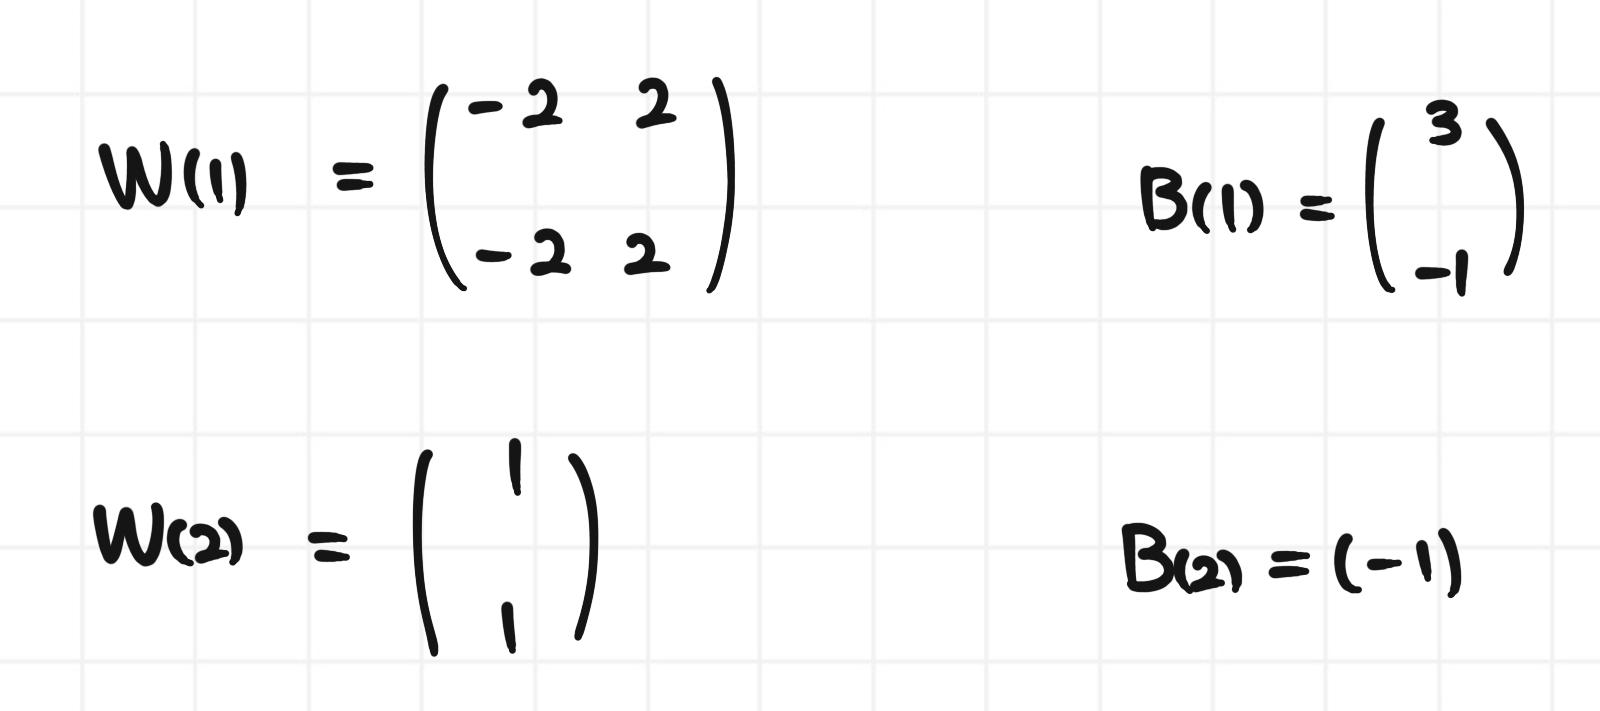 W(1) = (-2 2
-2 2)
B(1) = (3
-1)
W(2) = (1
1)
B(2) = (-1)